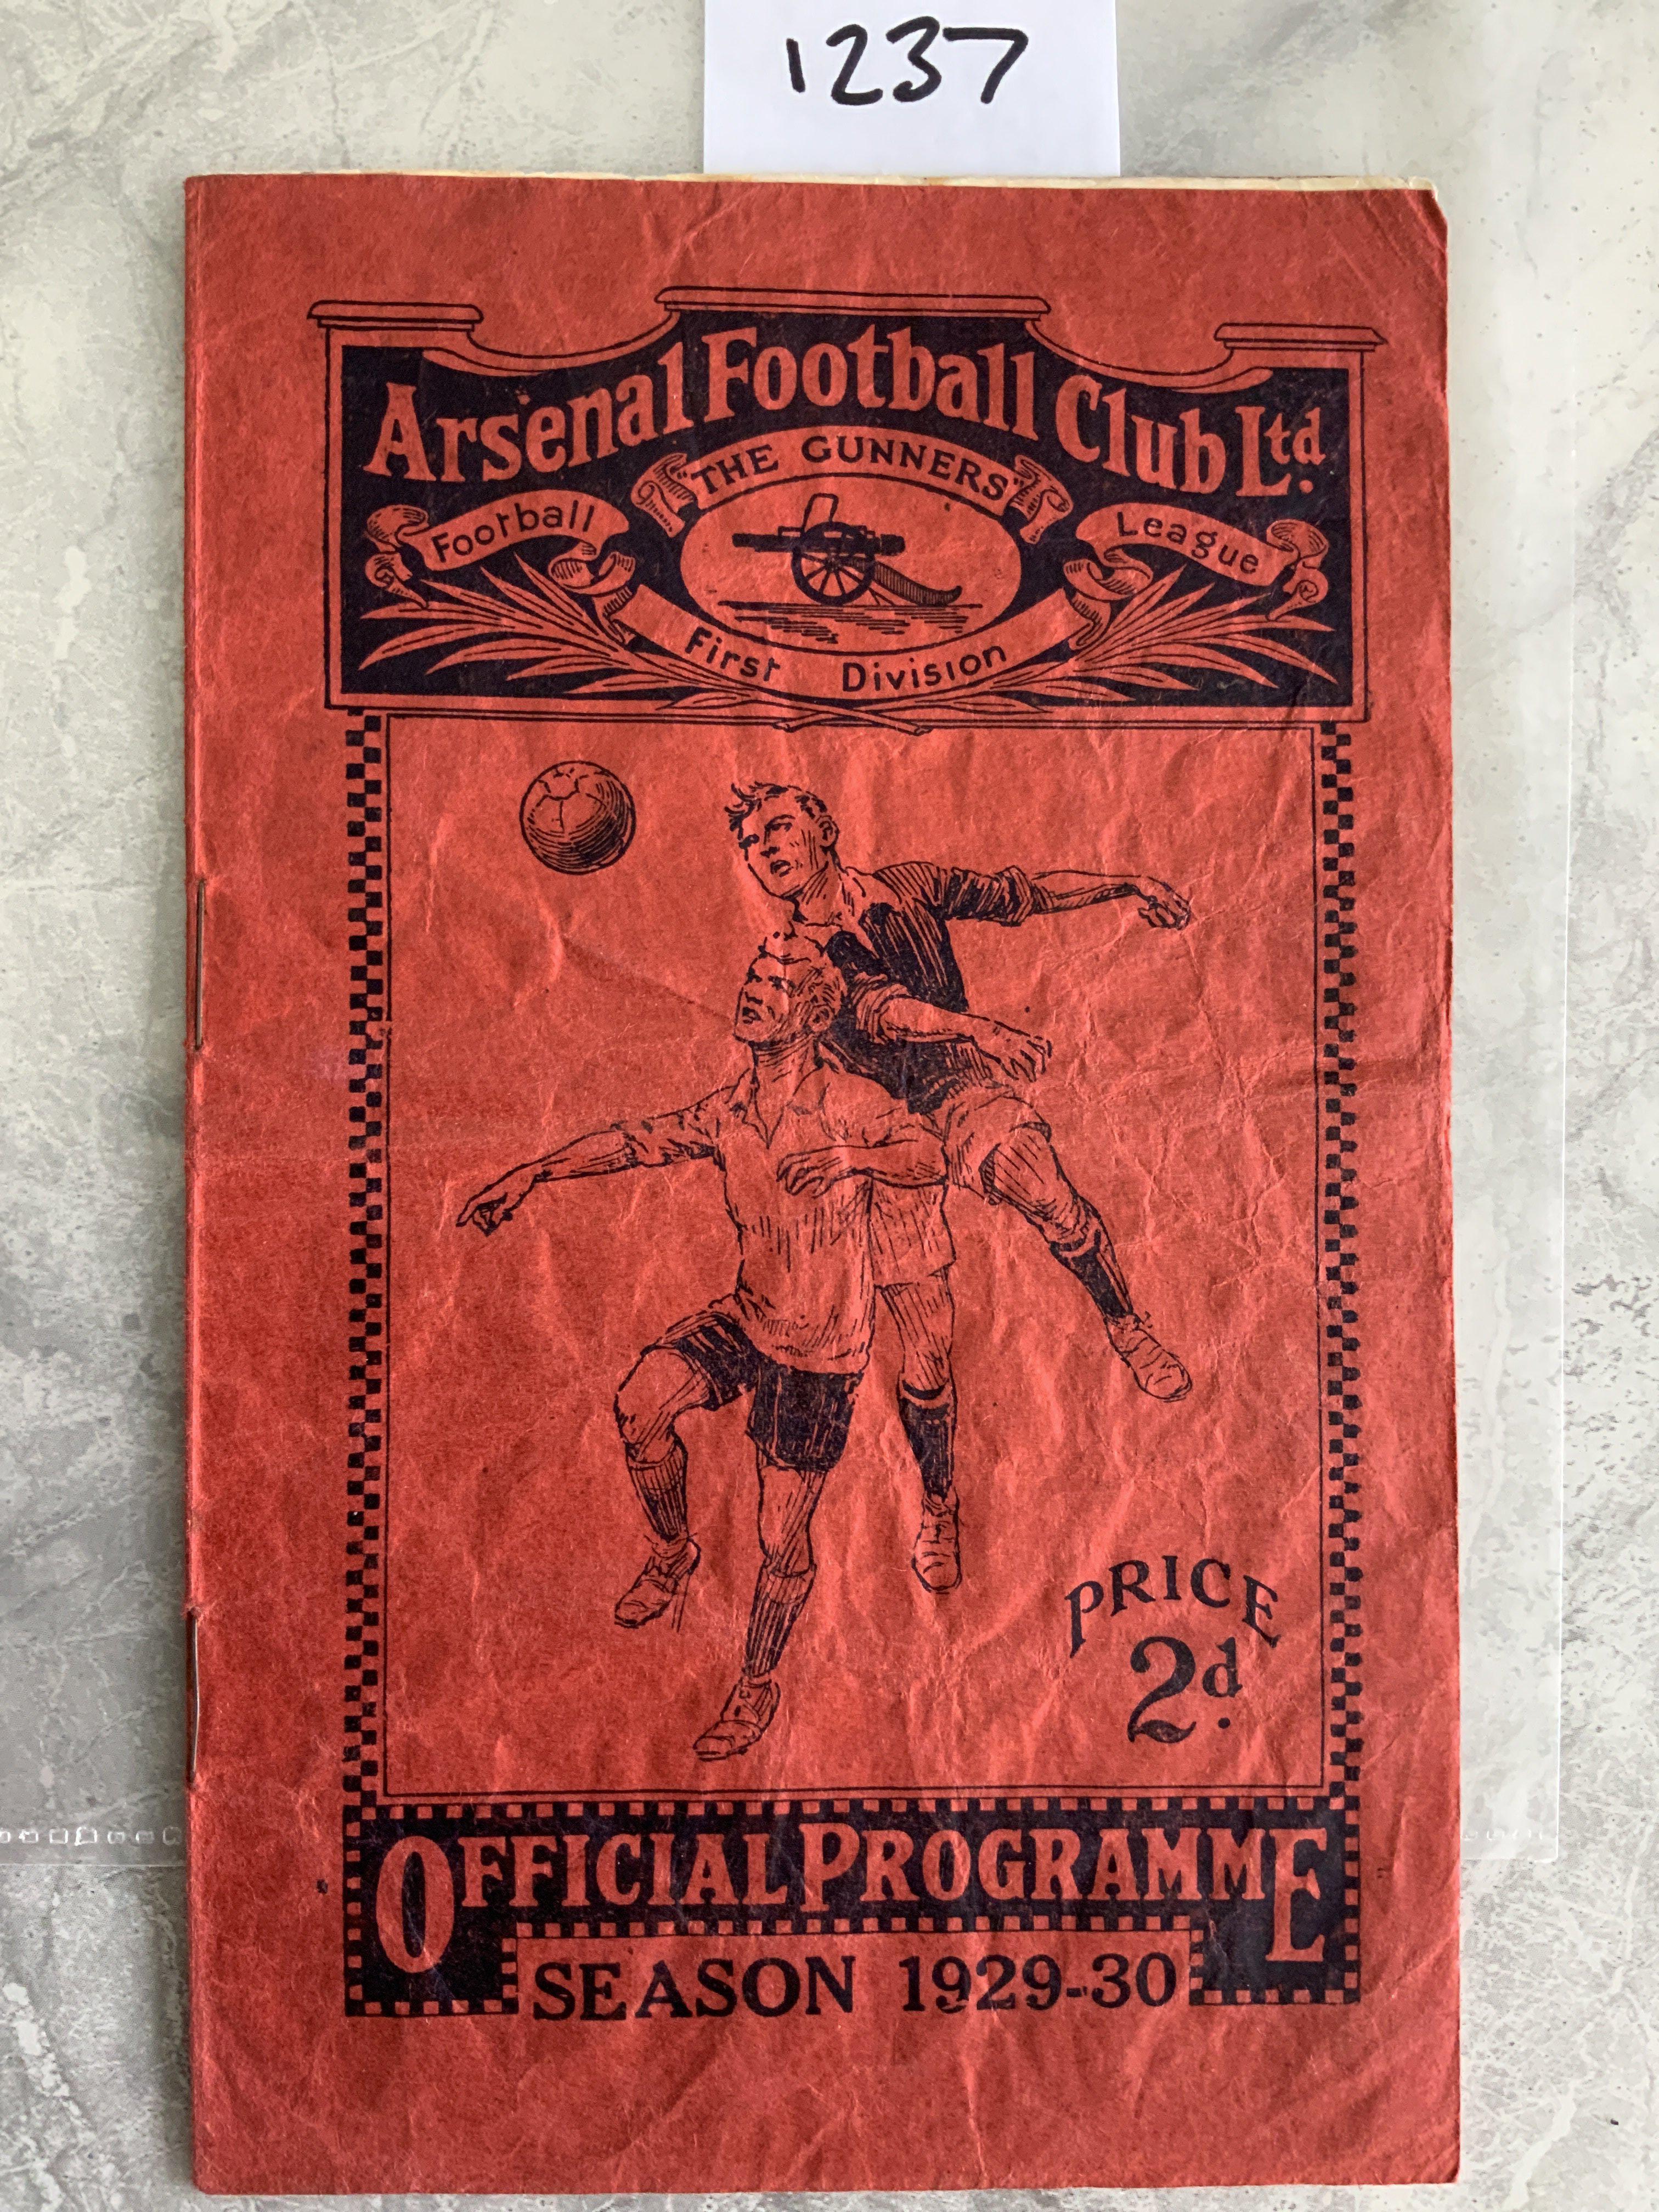 1237
Arsenal Football Club Ltd.
"THE GUNNERS"
Football League
First Division
PRICE
2d.
OFFICIAL PROGRAMME
SEASON 1929-30